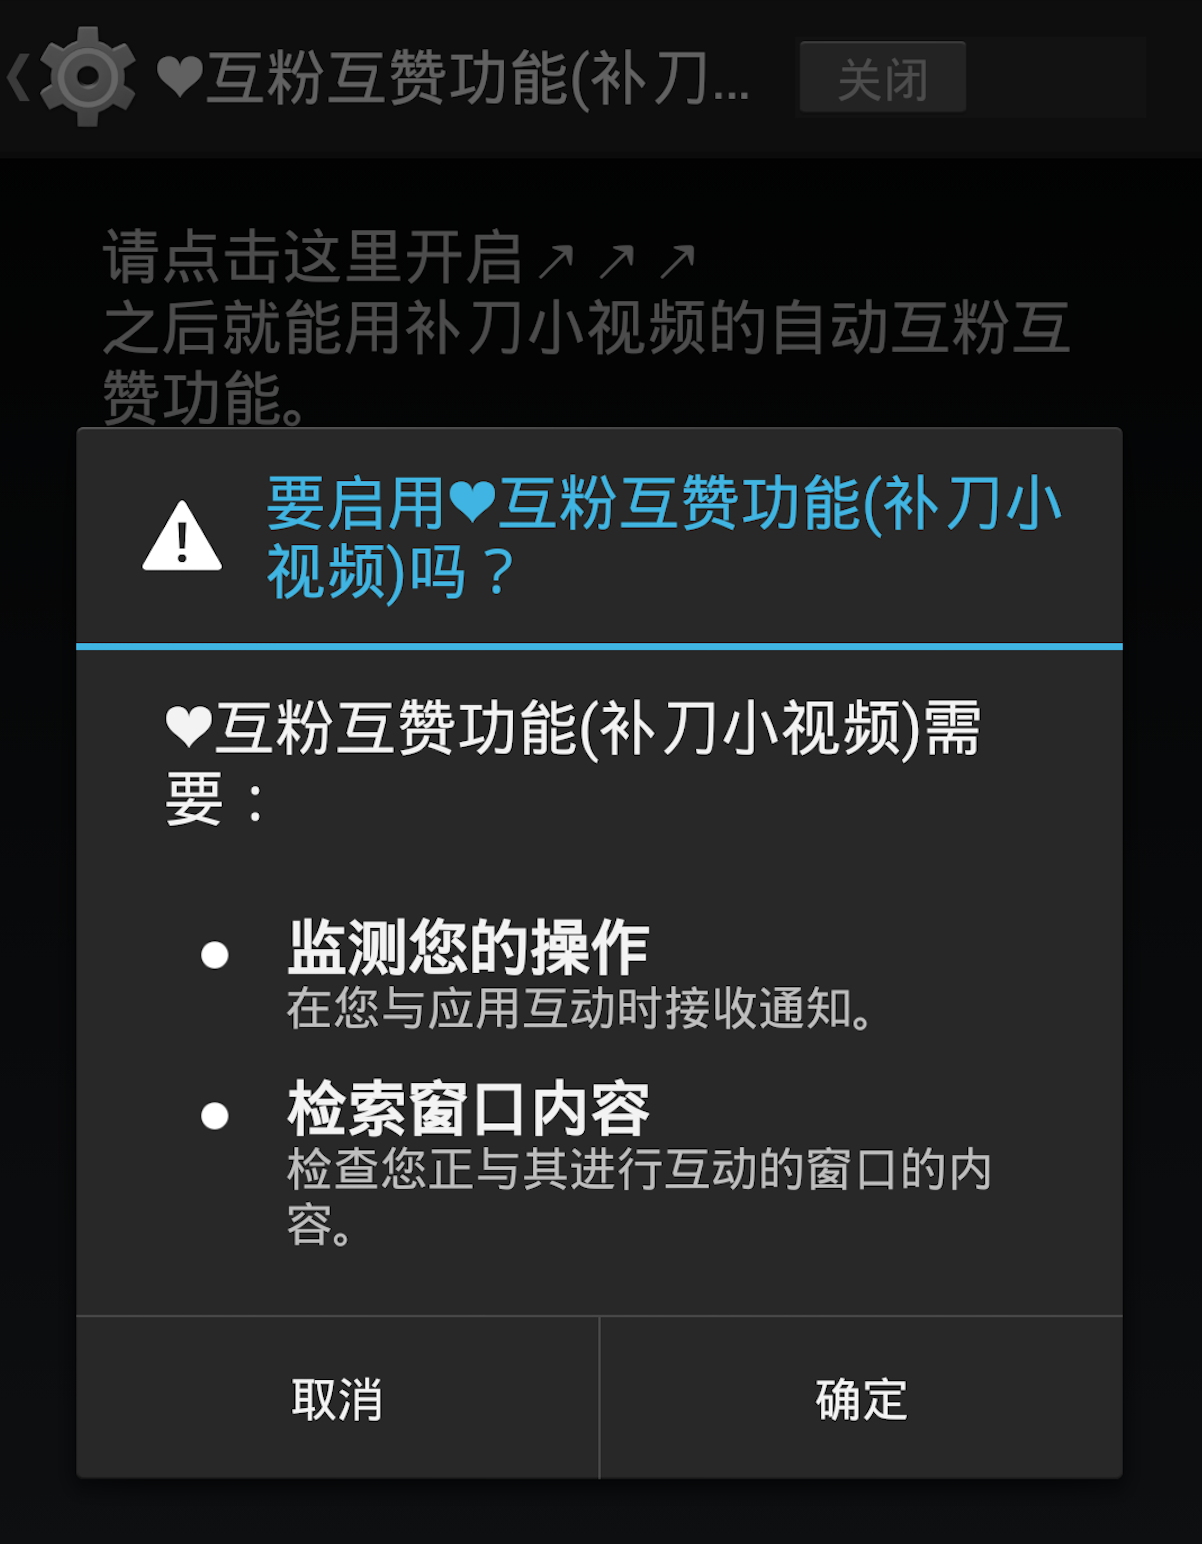 ❤互粉互赞功能(补刀...
关闭
请点击这里开启↗ ↗ ↗
之后就能用补刀小视频的自动互粉互
赞功能。
要启用❤互粉互赞功能(补刀小
视频)吗？
❤互粉互赞功能(补刀小视频)需
要：
● 监测您的操作
在您与应用互动时接收通知。
● 检索窗口内容
检查您正与其进行互动的窗口的内
容。
取消
确定